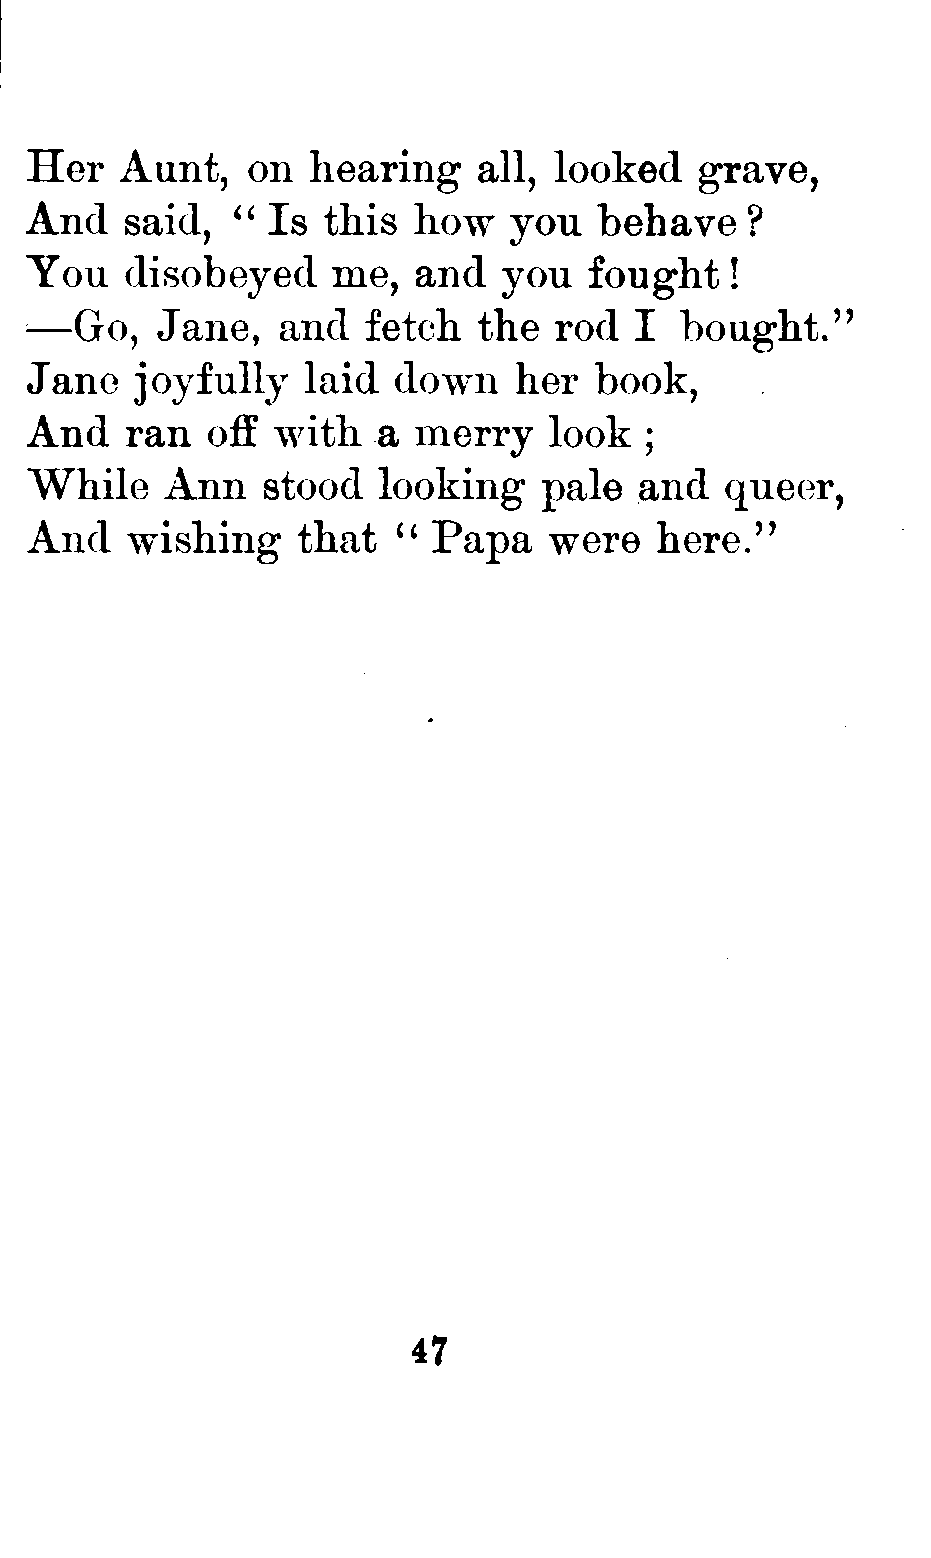 Her Aunt, on hearing all, looked grave,
And said, “ Is this how you behave ?
You disobeyed me, and you fought !
—Go, Jane, and fetch the rod I bought.”
Jane joyfully laid down her book,
And ran off with a merry look ;
While Ann stood looking pale and queer,
And wishing that “ Papa were here.”
47